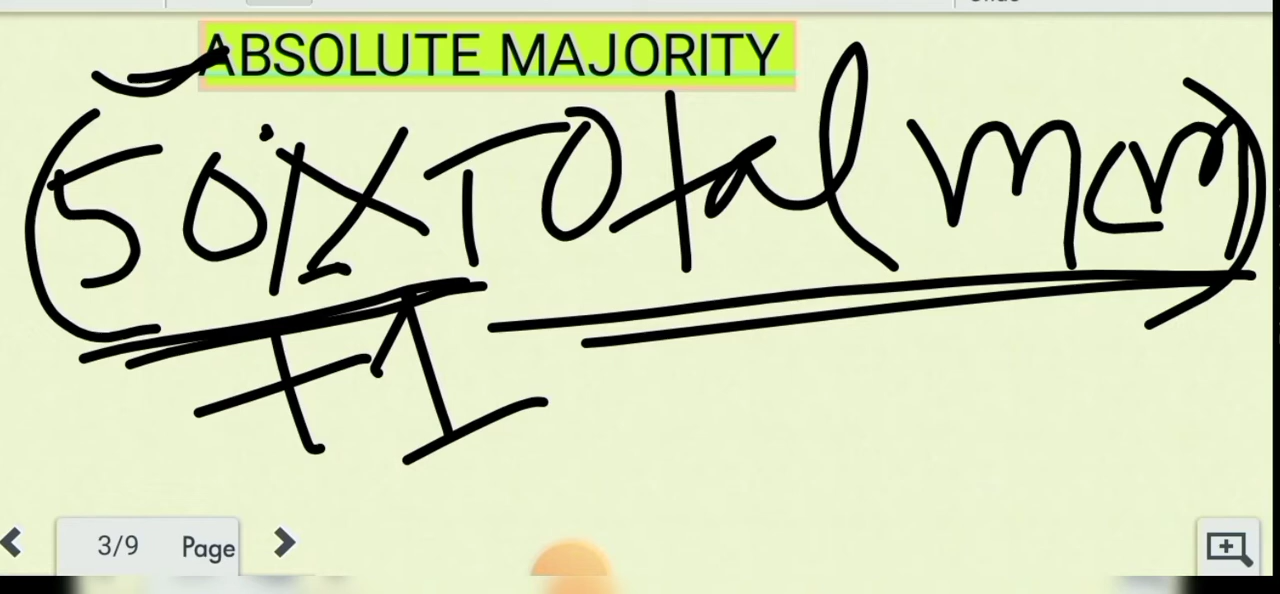 ABSOLUTE MAJORITY
(50% X TOtal mem)
+1
3/9 Page